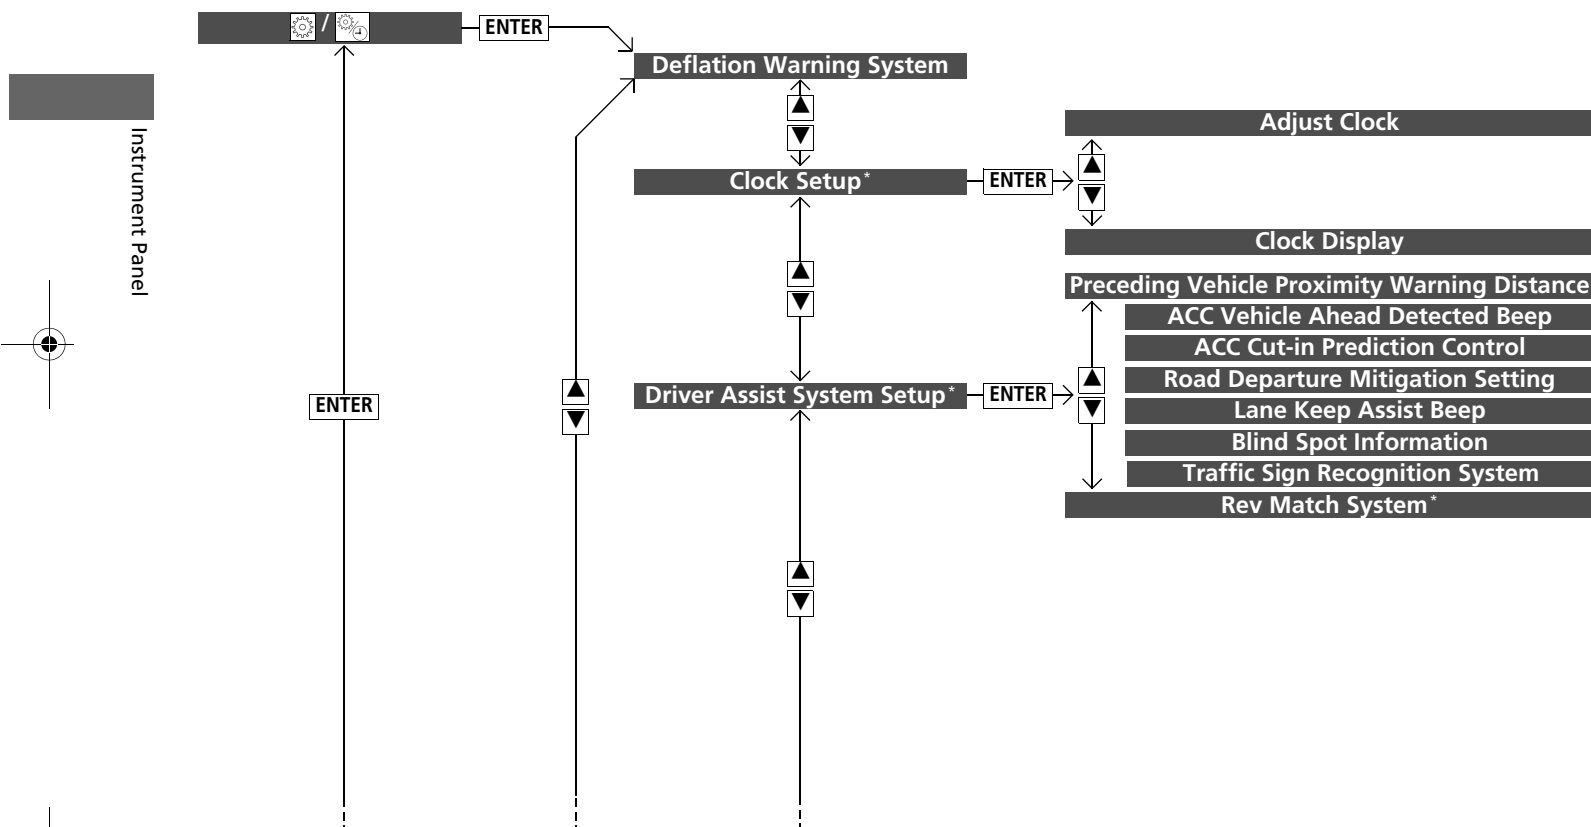 /
ENTER
Deflation Warning System
▲
▼
Adjust Clock
Instrument Panel
Clock Setup*
ENTER
▲
▼
Clock Display
▲
▼
Preceding Vehicle Proximity Warning Distance
ACC Vehicle Ahead Detected Beep
ACC Cut-in Prediction Control
Road Departure Mitigation Setting
ENTER
▲
▼
Driver Assist System Setup*
ENTER
▲
▼
Lane Keep Assist Beep
Blind Spot Information
Traffic Sign Recognition System
Rev Match System*
▲
▼